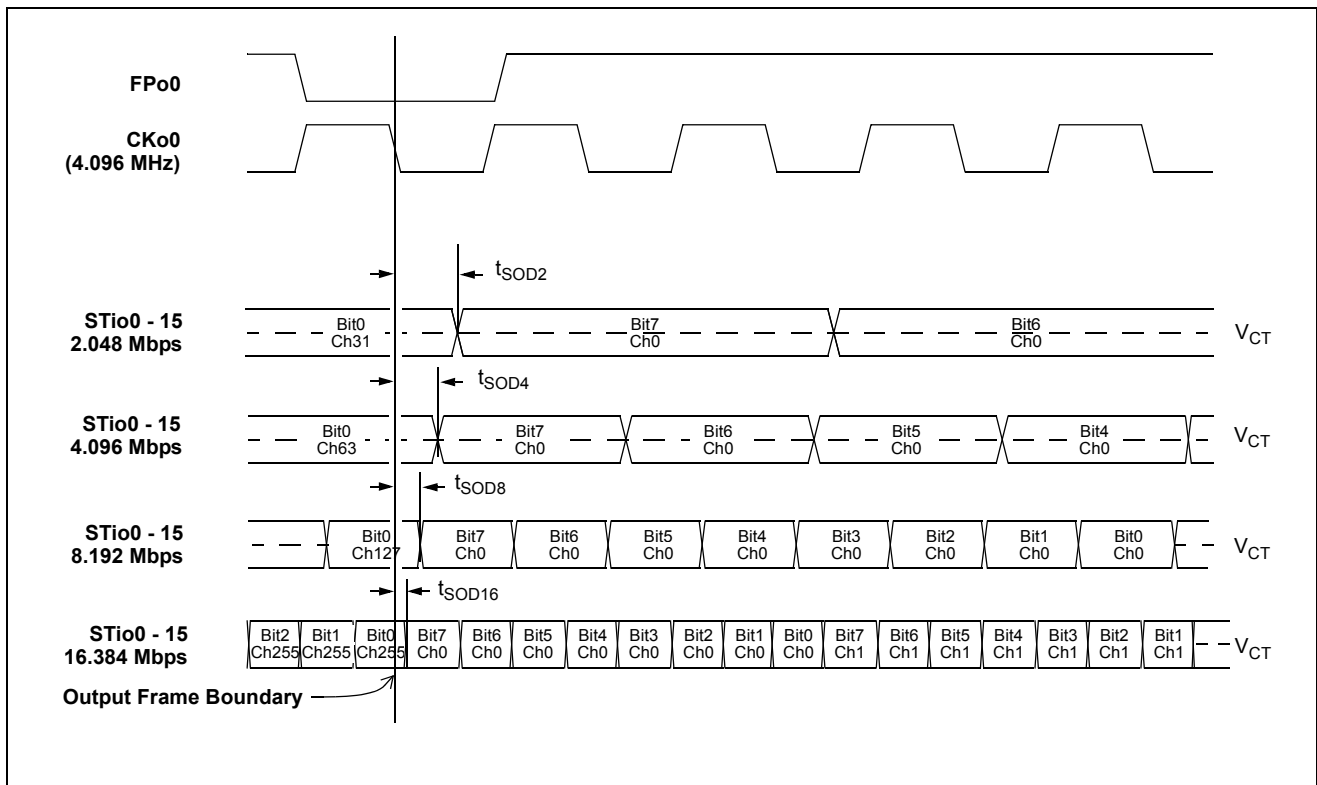 FPo0
CKo0
(4.096 MHz)
tSOD2
STio0 - 15
2.048 Mbps
Bit0
Ch31
Bit7
Ch0
Bit6
Ch0
VCT
tSOD4
STio0 - 15
4.096 Mbps
Bit0
Ch63
Bit7
Ch0
Bit6
Ch0
Bit5
Ch0
Bit4
Ch0
VCT
tSOD8
STio0 - 15
8.192 Mbps
Bit0
Ch127
Bit7
Ch0
Bit6
Ch0
Bit5
Ch0
Bit4
Ch0
Bit3
Ch0
Bit2
Ch0
Bit1
Ch0
Bit0
Ch0
VCT
tSOD16
STio0 - 15
16.384 Mbps
Bit2
Ch255
Bit1
Ch255
Bit0
Ch255
Bit7
Ch0
Bit6
Ch0
Bit5
Ch0
Bit4
Ch0
Bit3
Ch0
Bit2
Ch0
Bit1
Ch0
Bit0
Ch0
Bit7
Ch1
Bit6
Ch1
Bit5
Ch1
Bit4
Ch1
Bit3
Ch1
Bit2
Ch1
Bit1
Ch1
VCT
Output Frame Boundary